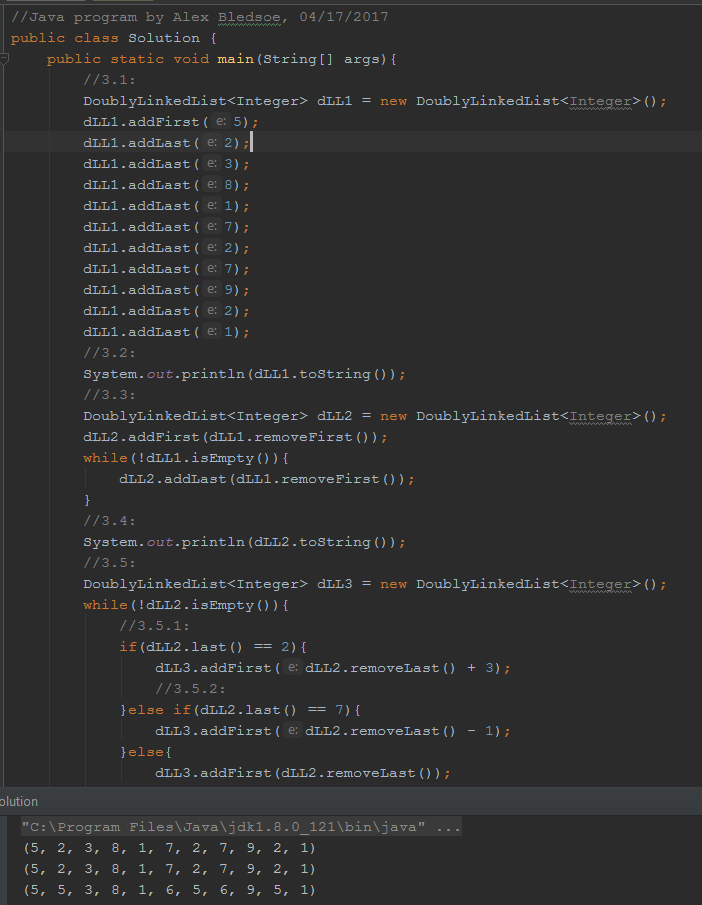 //Java program by Alex Bledsoe, 04/17/2017
public class Solution {
    public static void main(String[] args){
        //3.1:
        DoublyLinkedList<Integer> dLL1 = new DoublyLinkedList<Integer>();
        dLL1.addFirst( e: 5);
        dLL1.addLast( e: 2);
        dLL1.addLast( e: 3);
        dLL1.addLast( e: 8);
        dLL1.addLast( e: 1);
        dLL1.addLast( e: 7);
        dLL1.addLast( e: 2);
        dLL1.addLast( e: 7);
        dLL1.addLast( e: 9);
        dLL1.addLast( e: 2);
        dLL1.addLast( e: 1);
        //3.2:
        System.out.println(dLL1.toString());
        //3.3:
        DoublyLinkedList<Integer> dLL2 = new DoublyLinkedList<Integer>();
        dLL2.addFirst(dLL1.removeFirst());
        while(!dLL1.isEmpty()){
            dLL2.addLast(dLL1.removeFirst());
        }
        //3.4:
        System.out.println(dLL2.toString());
        //3.5:
        DoublyLinkedList<Integer> dLL3 = new DoublyLinkedList<Integer>();
        while(!dLL2.isEmpty()){
            //3.5.1:
            if(dLL2.last() == 2){
                dLL3.addFirst( e: dLL2.removeLast() + 3);
                //3.5.2:
            }else if(dLL2.last() == 7){
                dLL3.addFirst( e: dLL2.removeLast() - 1);
            }else{
                dLL3.addFirst(dLL2.removeLast());
olution
"C:\Program Files\Java\jdk1.8.0_121\bin\java" ...
(5, 2, 3, 8, 1, 7, 2, 7, 9, 2, 1)
(5, 2, 3, 8, 1, 7, 2, 7, 9, 2, 1)
(5, 5, 3, 8, 1, 6, 5, 6, 9, 5, 1)